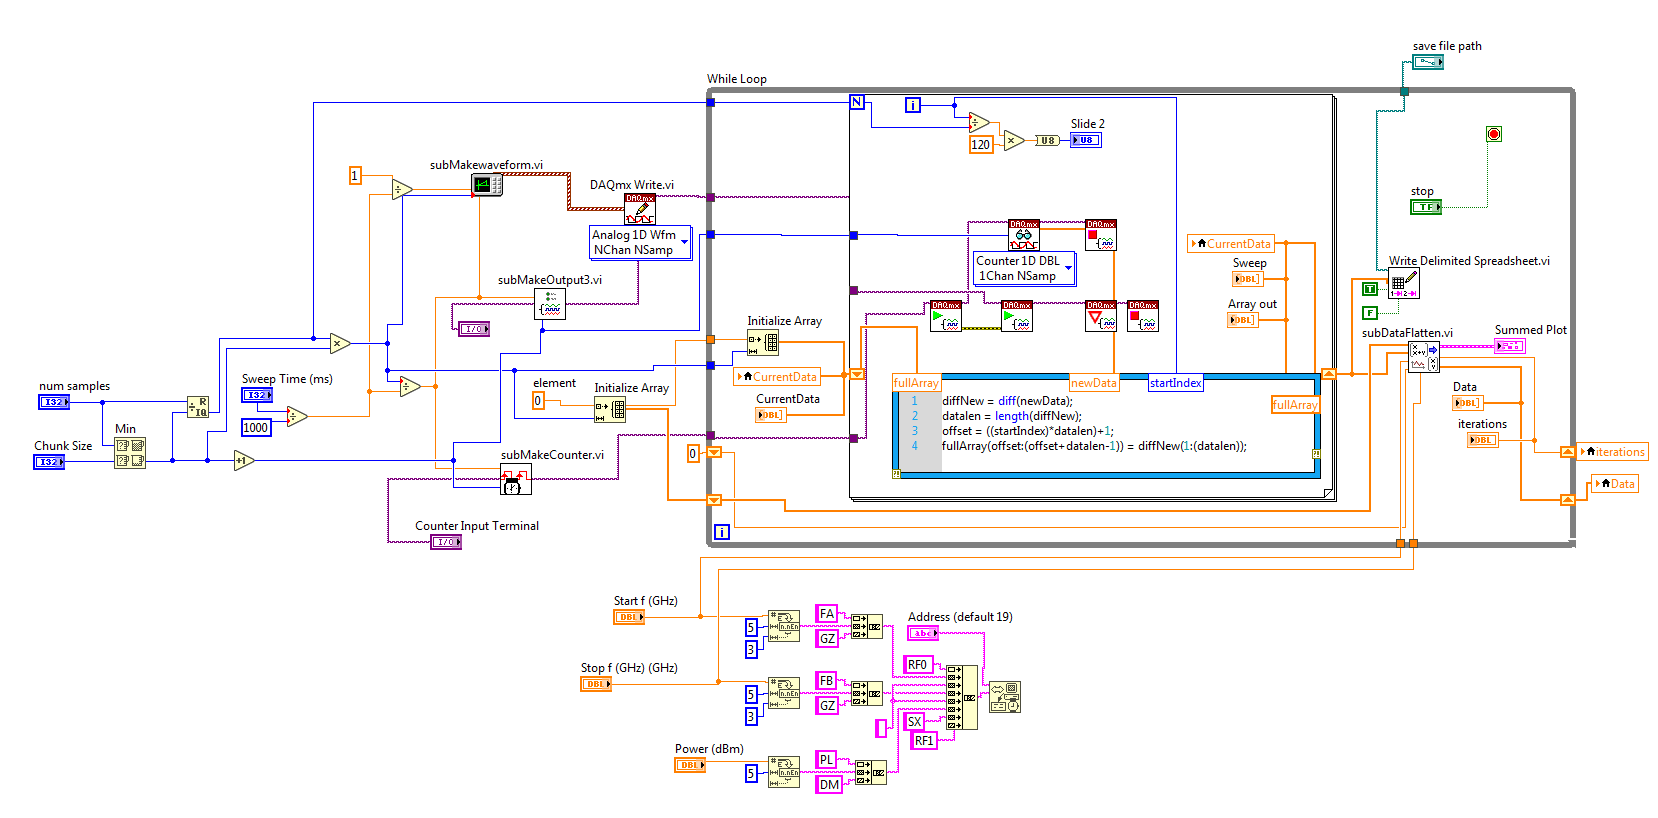 save file path
While Loop
N
i
Slide 2
120
U8
U8
stop
TF
1
subMakewaveform.vi
DAQmx Write.vi
DAQmx
Analog 1D Wfm
NChan NSamp
subMakeOutput3.vi
I/O
DAQmx
DAQmx
Counter 1D DBL
1Chan NSamp
DAQmx
DAQmx
DAQmx
DAQmx
CurrentData
Sweep
DBL
Array out
DBL
Write Delimited Spreadsheet.vi
T
F
subDataFlatten.vi
Summed Plot
Initialize Array
CurrentData
CurrentData
DBL
num samples
I32
Chunk Size
I32
R
IQ
Min
+1
Sweep Time (ms)
I32
1000
element
0
Initialize Array
subMakeCounter.vi
Counter Input Terminal
I/O
0
i
fullArray
newData
startIndex
1 diffNew = diff(newData);
2 datalen = length(diffNew);
3 offset = ((startIndex)*datalen)+1;
4 fullArray(offset:(offset+datalen-1)) = diffNew(1:(datalen));
fullArray
Data
DBL
iterations
DBL
iterations
Data
Start f (GHz)
DBL
5
3
FA
GZ
Address (default 19)
abc
Stop f (GHz) (GHz)
DBL
5
3
FB
GZ
RF0
SX
RF1
Power (dBm)
DBL
5
PL
DM